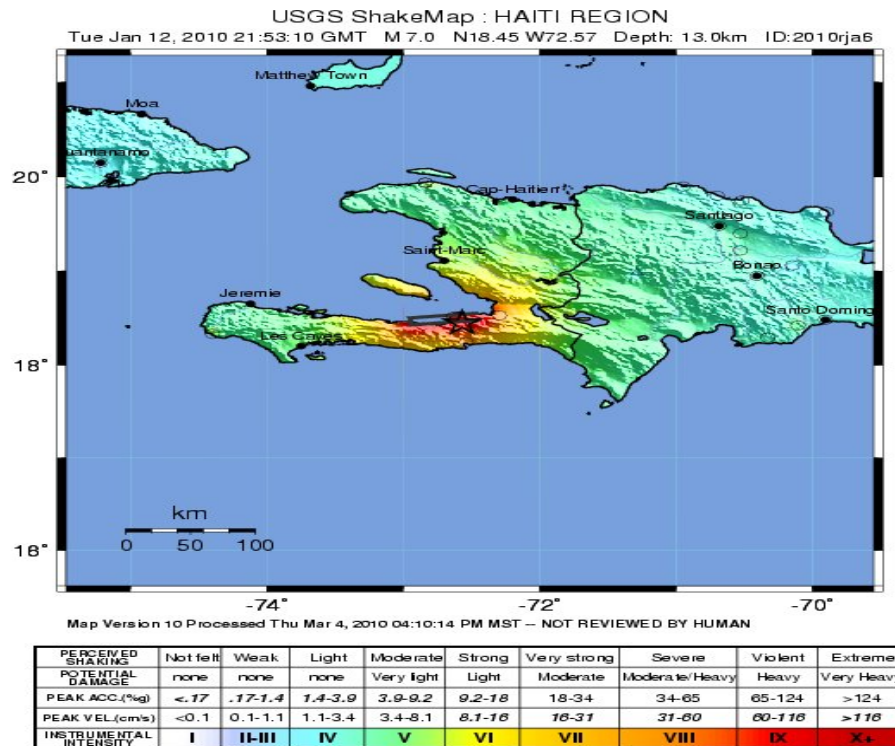 USGS ShakeMap : HAITI REGION
Tue Jan 12, 2010 21:53:10 GMT M 7.0 N18.45 W72.57 Depth: 13.0km ID:2010rja6
Matthew Town
Moa
uantanamo
20°
Cap-Haitien
Santiago
Saint-Marc
Bonao
Jeremie
Santo Doming
Les Cayes
18°
km
0 50 100
16°
-74° -72° -70°
Map Version 10 Processed Thu Mar 4, 2010 04:10:14 PM MST -- NOT REVIEWED BY HUMAN
PERCEIVED SHAKING Not felt Weak Light Moderate Strong Very strong Severe Violent Extreme
POTENTIAL DAMAGE none none none Very light Light Moderate Moderate/Heavy Heavy Very Heavy
PEAK ACC.(%g) <.17 .17-1.4 1.4-3.9 3.9-9.2 9.2-18 18-34 34-65 65-124 >124
PEAK VEL.(cm/s) <0.1 0.1-1.1 1.1-3.4 3.4-8.1 8.1-16 16-31 31-60 60-116 >116
INSTRUMENTAL INTENSITY I II-III IV V VI VII VIII IX X+